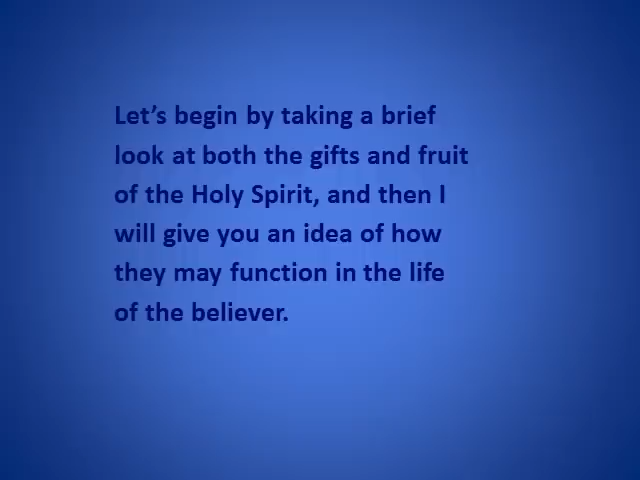 Let’s begin by taking a brief
look at both the gifts and fruit
of the Holy Spirit, and then I
will give you an idea of how
they may function in the life
of the believer.